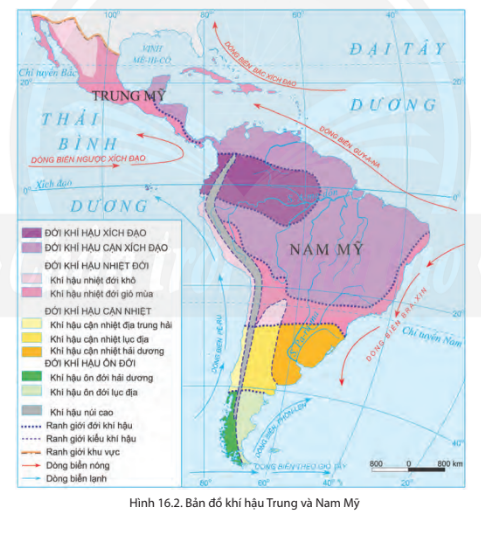 80°
60°
40°
VỊNH
MÊ-HI-CÔ
DÒNG BIỂN BẮC XÍCH ĐẠO
ĐẠI TÂY
Chí tuyến Bắc
20°
20°
TRUNG MỸ
DƯƠNG
THÁI
BÌNH
DÒNG BIỂN GUYANA
DÒNG BIỂN NGƯỢC XÍCH ĐẠO
Xích đạo
0°
0°
DƯƠNG
ĐỚI KHÍ HẬU XÍCH ĐẠO
ĐỚI KHÍ HẬU CẬN XÍCH ĐẠO
NAM MỸ
ĐỚI KHÍ HẬU NHIỆT ĐỚI
Khí hậu nhiệt đới khô
Khí hậu nhiệt đới gió mùa
ĐỚI KHÍ HẬU CẬN NHIỆT
Khí hậu cận nhiệt địa trung hải
Khí hậu cận nhiệt lục địa
Khí hậu cận nhiệt hải dương
ĐỚI KHÍ HẬU ÔN ĐỚI
Khí hậu ôn đới hải dương
Khí hậu ôn đới lục địa
Khí hậu núi cao
Ranh giới đới khí hậu
Ranh giới kiểu khí hậu
Ranh giới khu vực
Dòng biển nóng
Dòng biển lạnh
DÒNG BIỂN BRA-XIN
20°
Chí tuyến Nam
DÒNG BIỂN PÊRU
DÒNG BIỂN PHÔN-LEN
40°
DÒNG BIỂN THEO GIÓ TÂY
800 0 800 km
80°
60°
40°
20°
Hình 16.2. Bản đồ khí hậu Trung và Nam Mỹ